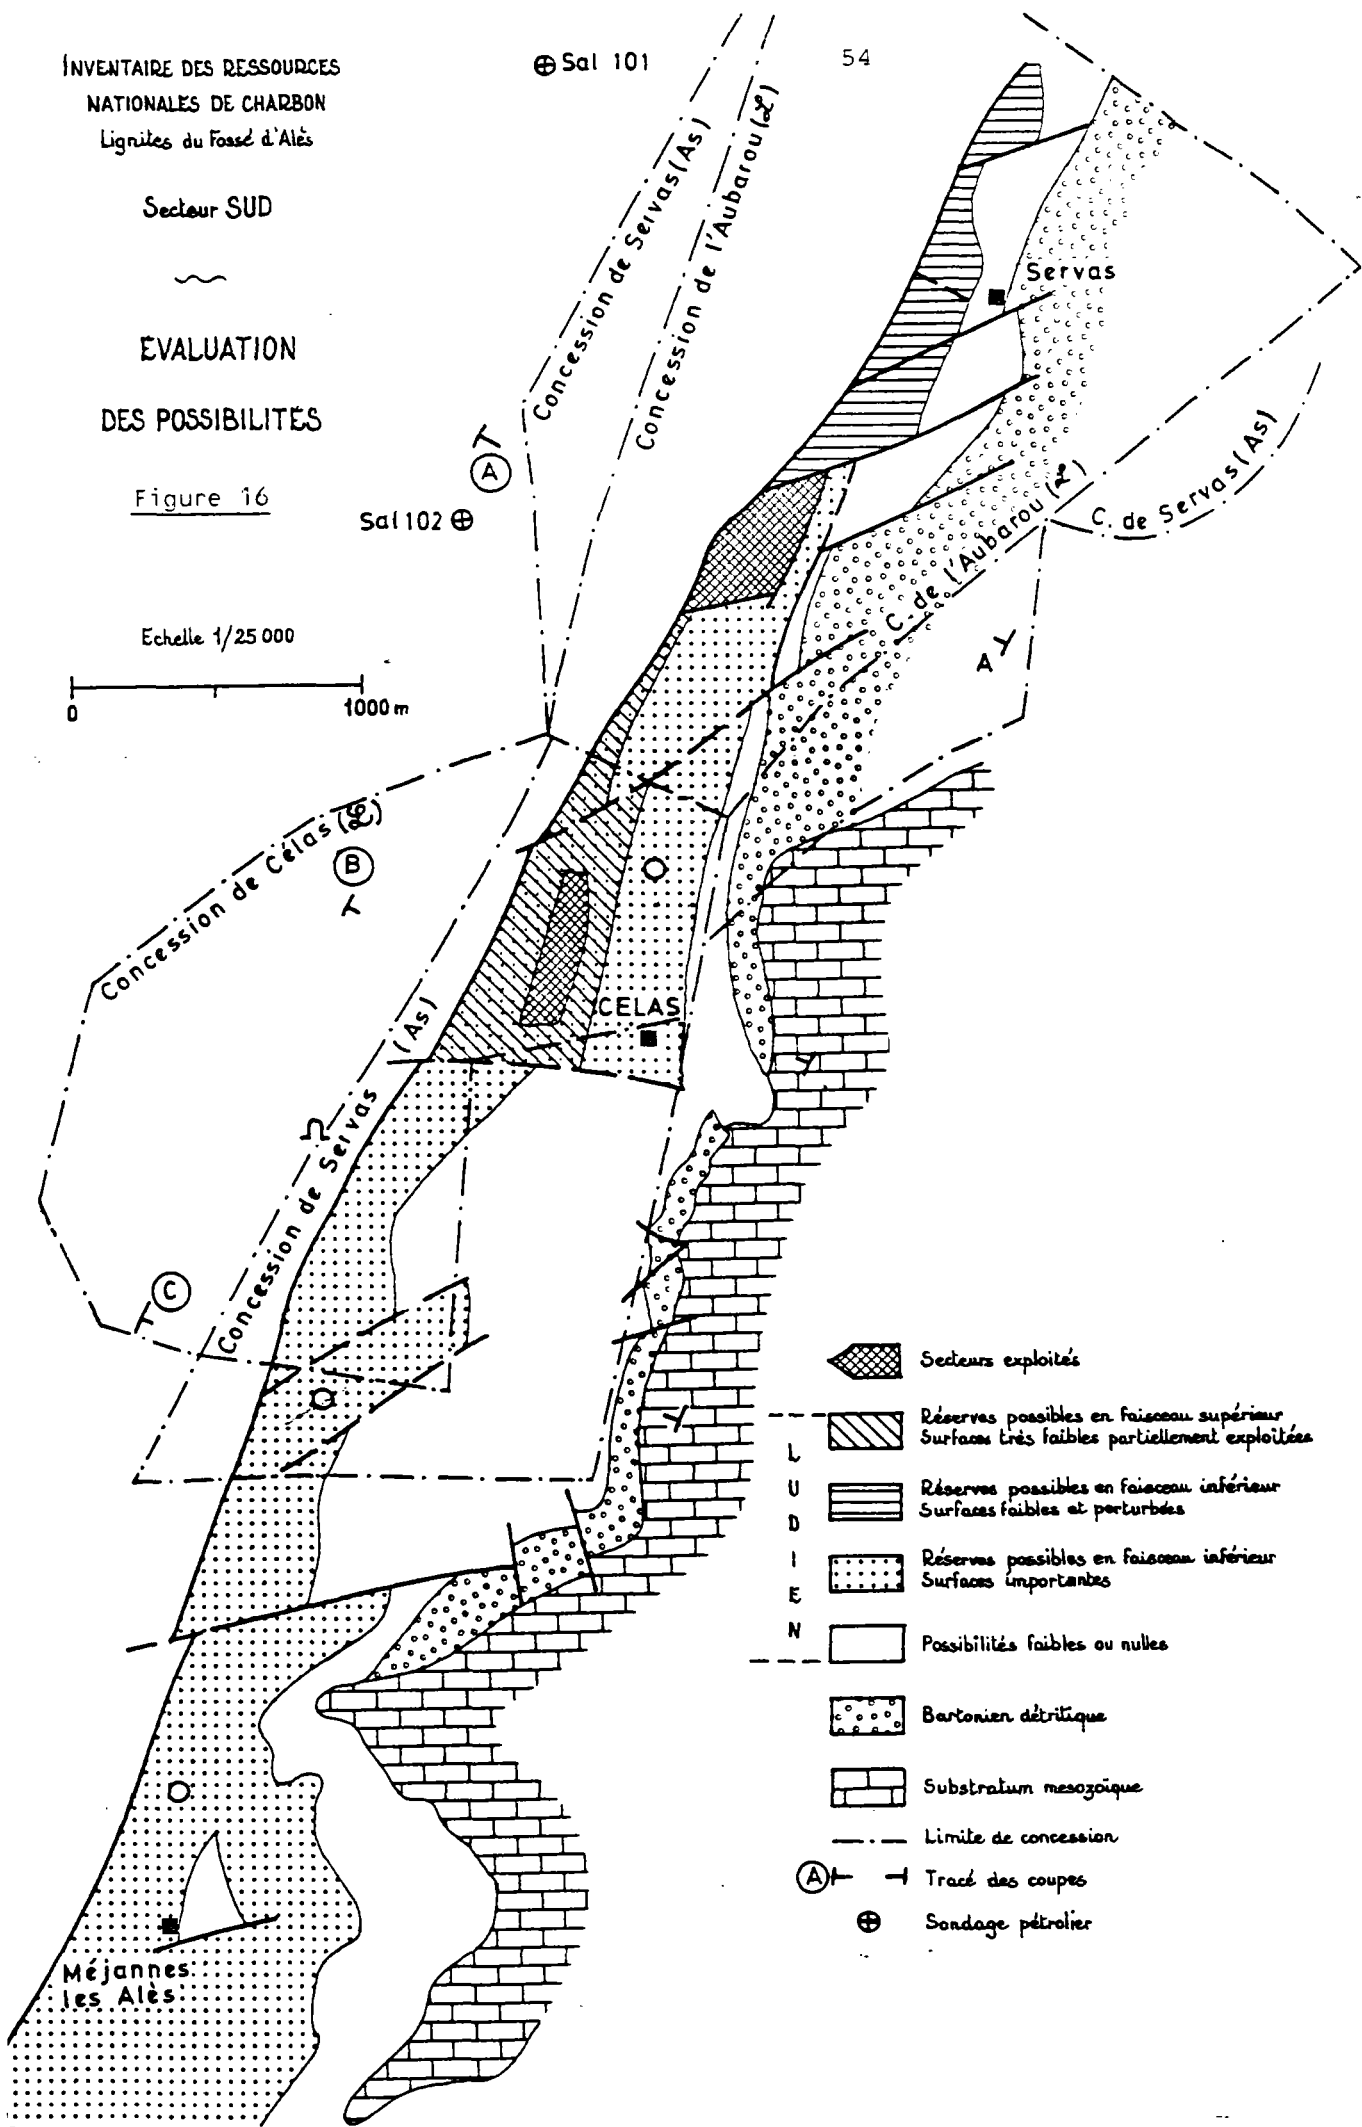 INVENTAIRE DES RESSOURCES
NATIONALES DE CHARBON
Lignites du Fossé d'Alès
Secteur SUD
EVALUATION
DES POSSIBILITÉS
Figure 16
Echelle 1/25 000
0
1000 m
54
⊕ Sal 101
Sal 102 ⊕
Concession de Servas (As)
Concession de l'Aubarou (L)
A
Servas
C. de Servas (As)
C. de l'Aubarou (L)
A
Concession de Célas (L)
B
CELAS
Concession de Servas (As)
C
Méjannes
les Alès
LUDIEN
Secteurs exploités
Réserves possibles en faisceau supérieur
Surfaces très faibles partiellement exploitées
Réserves possibles en faisceau inférieur
Surfaces faibles et perturbées
Réserves possibles en faisceau inférieur
Surfaces importantes
Possibilités faibles ou nulles
Bartonien détritique
Substratum mesozoïque
Limite de concession
A Tracé des coupes
⊕ Sondage pétrolier